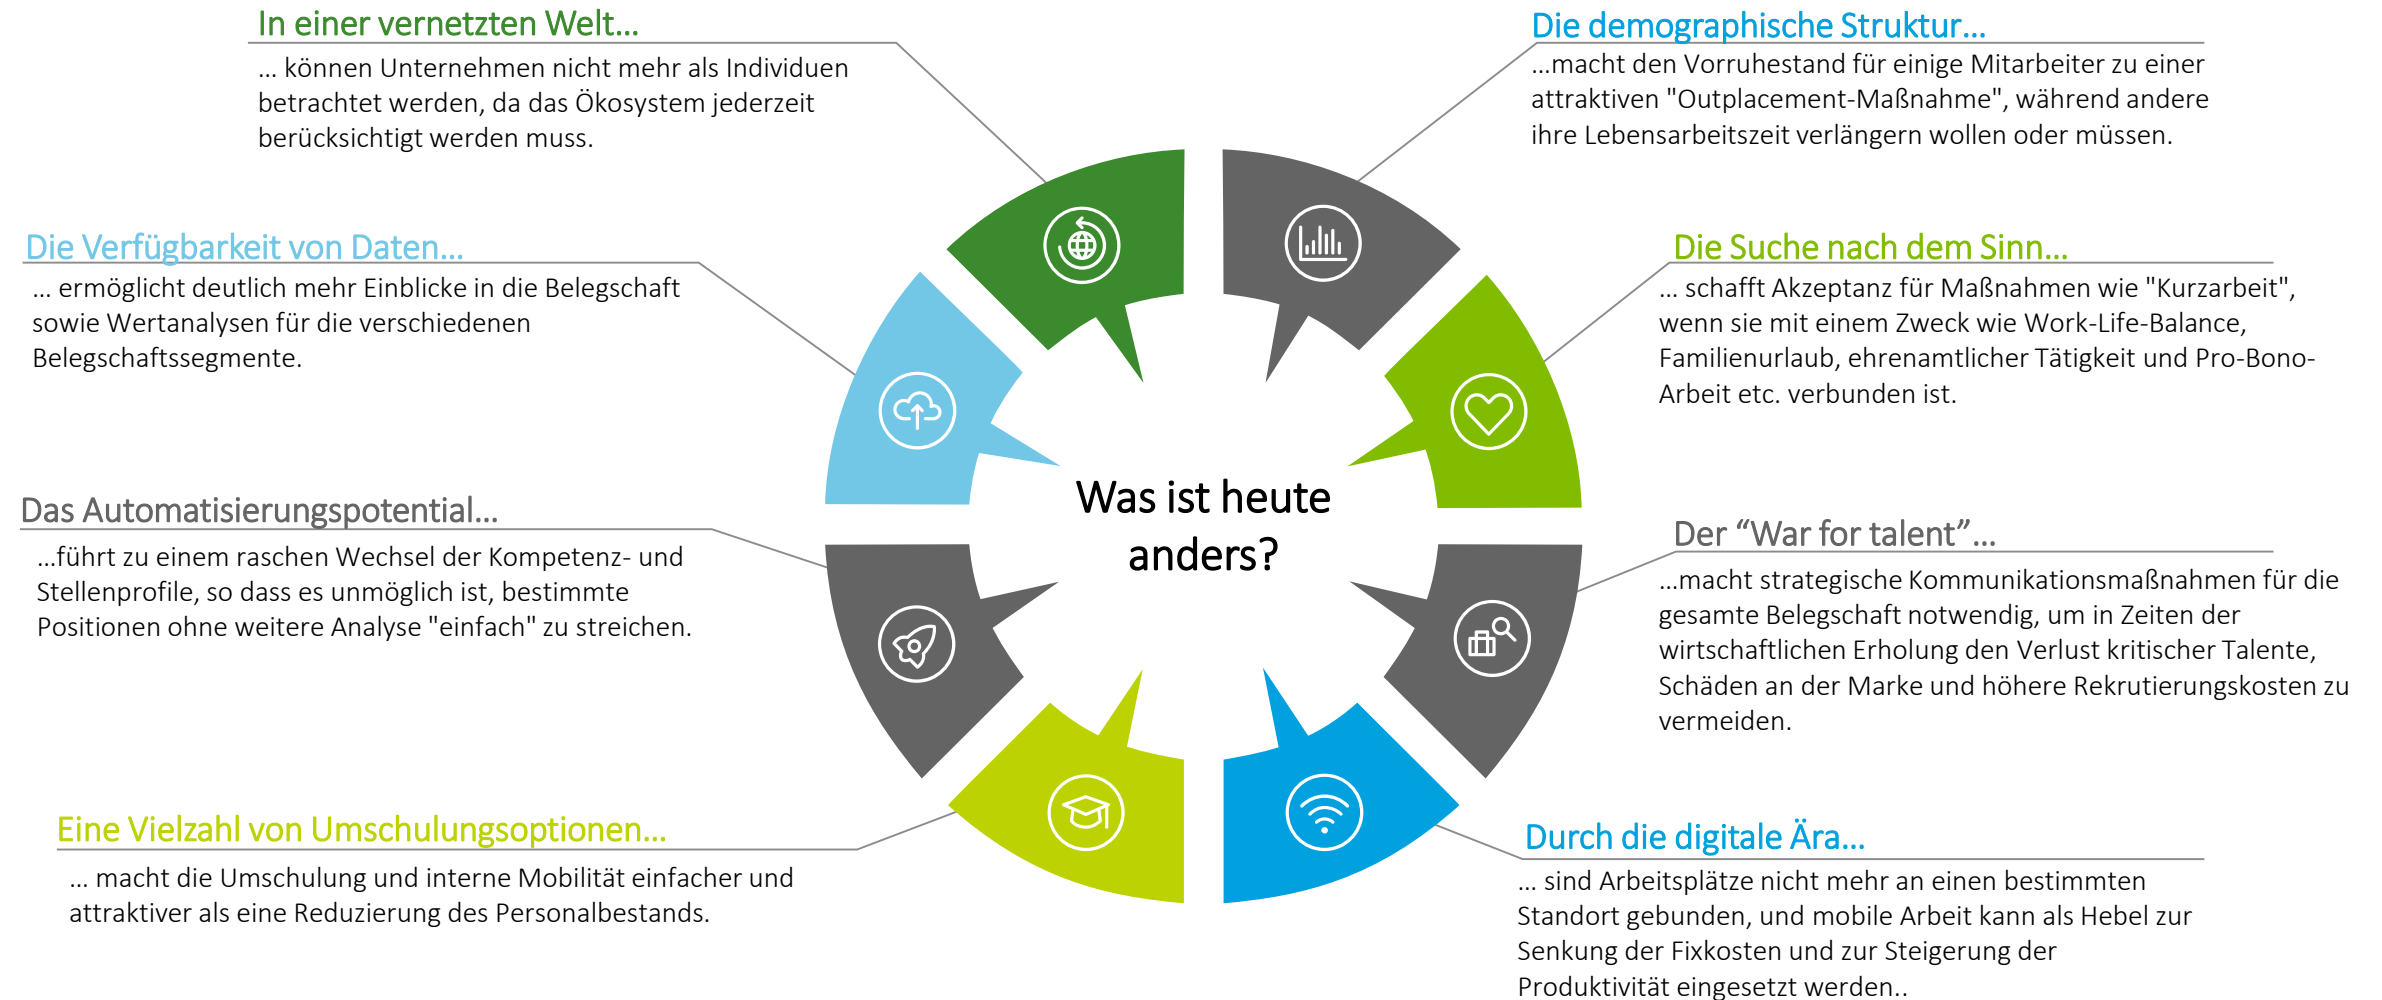 In einer vernetzten Welt...
... können Unternehmen nicht mehr als Individuen
betrachtet werden, da das Ökosystem jederzeit
berücksichtigt werden muss.
Die Verfügbarkeit von Daten...
... ermöglicht deutlich mehr Einblicke in die Belegschaft
sowie Wertanalysen für die verschiedenen
Belegschaftssegmente.
Das Automatisierungspotential...
...führt zu einem raschen Wechsel der Kompetenz- und
Stellenprofile, so dass es unmöglich ist, bestimmte
Positionen ohne weitere Analyse "einfach" zu streichen.
Eine Vielzahl von Umschulungsoptionen...
... macht die Umschulung und interne Mobilität einfacher und
attraktiver als eine Reduzierung des Personalbestands.
Was ist heute
anders?
Die demographische Struktur...
...macht den Vorruhestand für einige Mitarbeiter zu einer
attraktiven "Outplacement-Maßnahme", während andere
ihre Lebensarbeitszeit verlängern wollen oder müssen.
Die Suche nach dem Sinn...
... schafft Akzeptanz für Maßnahmen wie "Kurzarbeit",
wenn sie mit einem Zweck wie Work-Life-Balance,
Familienurlaub, ehrenamtlicher Tätigkeit und Pro-Bono-
Arbeit etc. verbunden ist.
Der “War for talent”...
...macht strategische Kommunikationsmaßnahmen für die
gesamte Belegschaft notwendig, um in Zeiten der
wirtschaftlichen Erholung den Verlust kritischer Talente,
Schäden an der Marke und höhere Rekrutierungskosten zu
vermeiden.
Durch die digitale Ära...
... sind Arbeitsplätze nicht mehr an einen bestimmten
Standort gebunden, und mobile Arbeit kann als Hebel zur
Senkung der Fixkosten und zur Steigerung der
Produktivität eingesetzt werden..